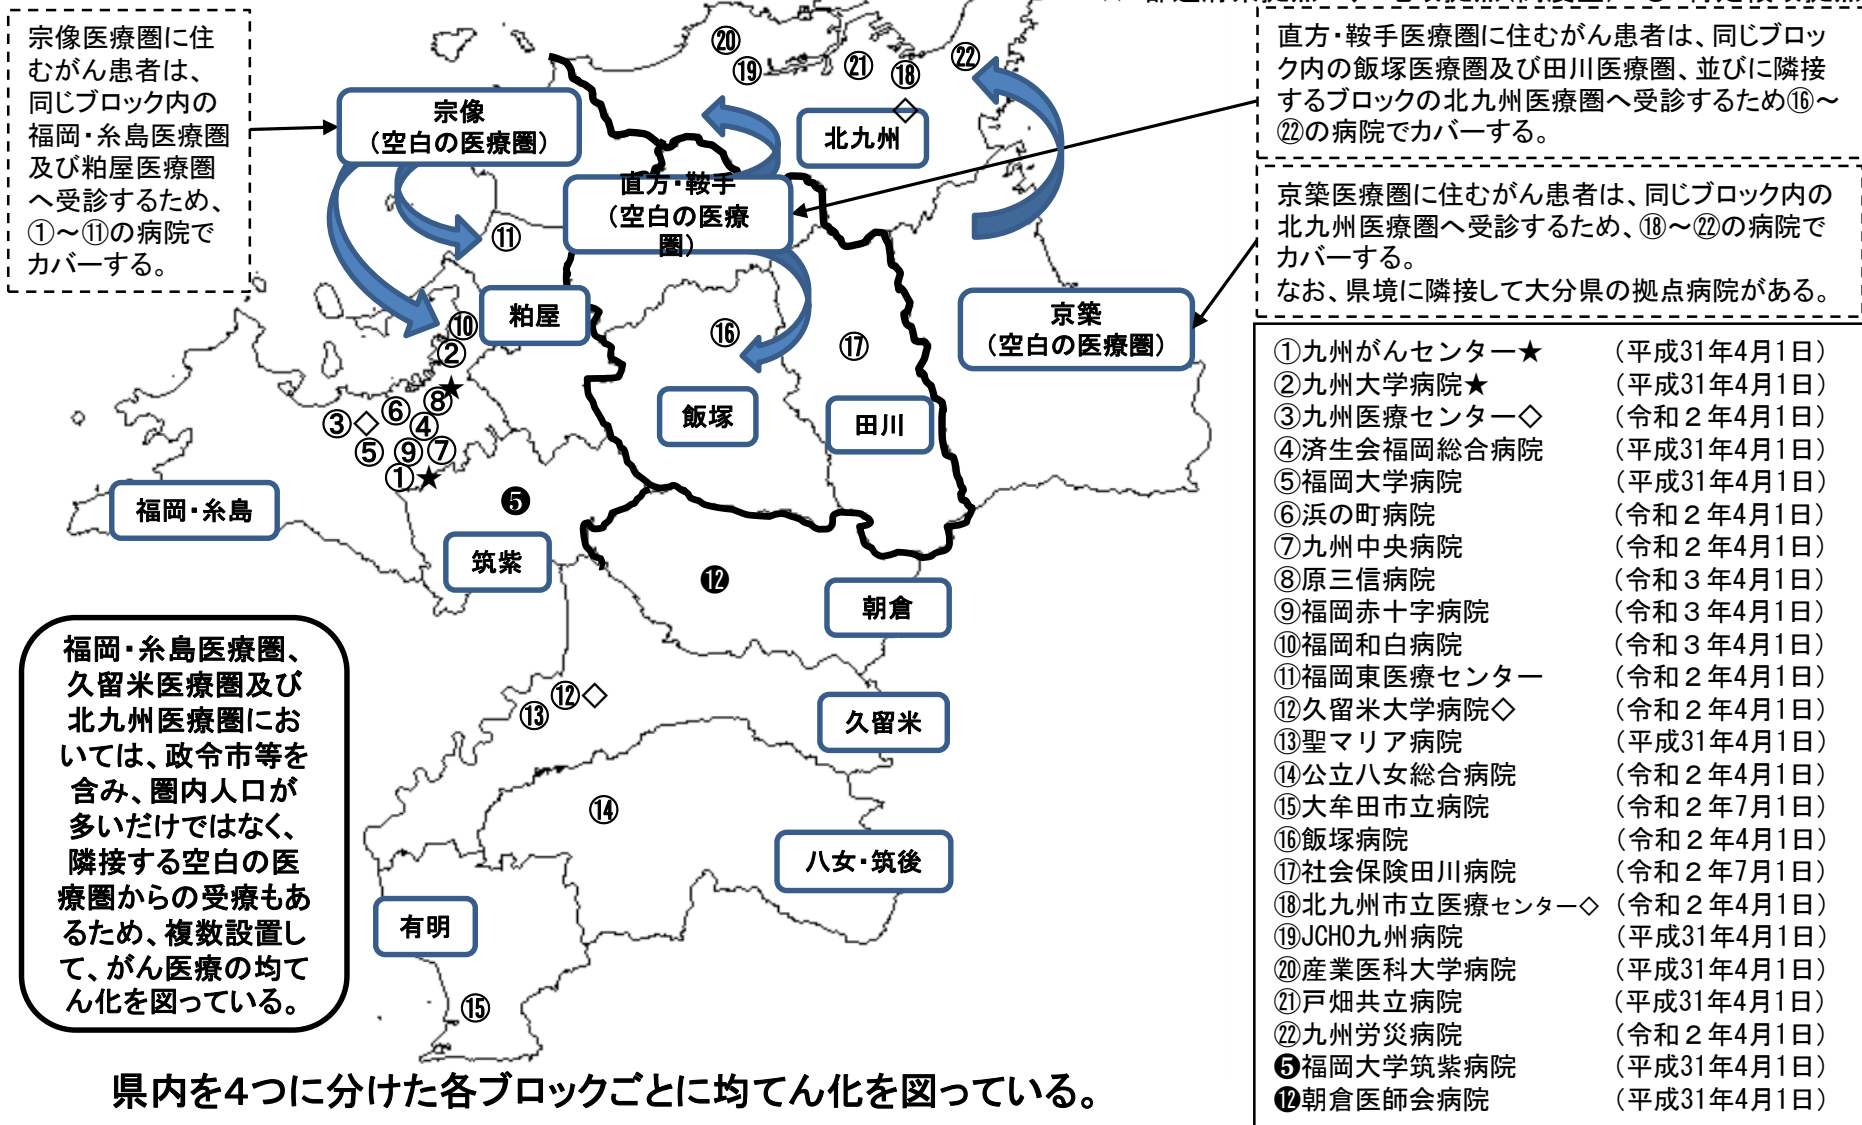 宗像医療圏に住
むがん患者は、
同じブロック内の
福岡・糸島医療圏
及び粕屋医療圏
へ受診するため、
①～⑪の病院で
カバーする。
宗像
（空白の医療圏）
直方・鞍手
（空白の医療
圏）
北九州
⑳
⑲
㉑
⑱
㉒
◇
直方・鞍手医療圏に住むがん患者は、同じブロッ
ク内の飯塚医療圏及び田川医療圏、並びに隣接
するブロックの北九州医療圏へ受診するため⑯～
㉒の病院でカバーする。
京築医療圏に住むがん患者は、同じブロック内の
北九州医療圏へ受診するため、⑱～㉒の病院で
カバーする。
なお、県境に隣接して大分県の拠点病院がある。
⑪
粕屋
⑩
②
⑯
⑰
京築
（空白の医療圏）
★
⑧
⑥
③◇
④
⑤
⑨
⑦
①★
飯塚
田川
福岡・糸島
❺
筑紫
⓬
朝倉
⑫◇
⑬
久留米
⑭
八女・筑後
有明
⑮
福岡・糸島医療圏、
久留米医療圏及び
北九州医療圏にお
いては、政令市等を
含み、圏内人口が
多いだけではなく、
隣接する空白の医
療圏からの受療もあ
るため、複数設置し
て、がん医療の均て
ん化を図っている。
①九州がんセンター★ （平成31年4月1日）
②九州大学病院★ （平成31年4月1日）
③九州医療センター◇ （令和２年4月1日）
④済生会福岡総合病院 （平成31年4月1日）
⑤福岡大学病院 （平成31年4月1日）
⑥浜の町病院 （令和２年4月1日）
⑦九州中央病院 （令和２年4月1日）
⑧原三信病院 （令和３年4月1日）
⑨福岡赤十字病院 （令和３年4月1日）
⑩福岡和白病院 （令和３年4月1日）
⑪福岡東医療センター （令和２年4月1日）
⑫久留米大学病院◇ （令和２年4月1日）
⑬聖マリア病院 （平成31年4月1日）
⑭公立八女総合病院 （令和２年4月1日）
⑮大牟田市立病院 （令和２年7月1日）
⑯飯塚病院 （令和２年4月1日）
⑰社会保険田川病院 （令和２年7月1日）
⑱北九州市立医療センター◇ （令和２年4月1日）
⑲JCHO九州病院 （平成31年4月1日）
⑳産業医科大学病院 （平成31年4月1日）
㉑戸畑共立病院 （平成31年4月1日）
㉒九州労災病院 （令和２年4月1日）
❺福岡大学筑紫病院 （平成31年4月1日）
⓬朝倉医師会病院 （平成31年4月1日）
県内を４つに分けた各ブロックごとに均てん化を図っている。